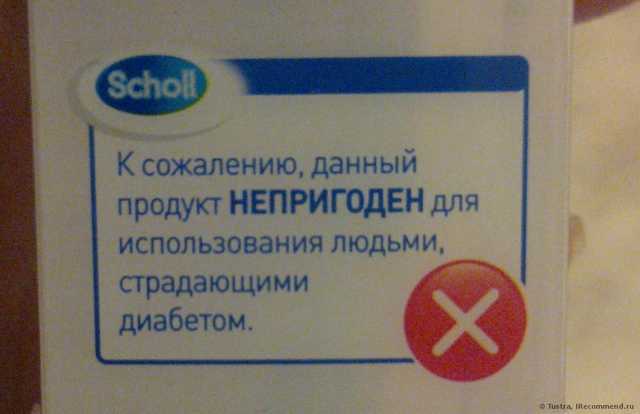 Scholl
К сожалению, данный
продукт НЕПРИГОДЕН для
использования людьми,
страдающими
диабетом.
© Tustra, IRecommend.ru